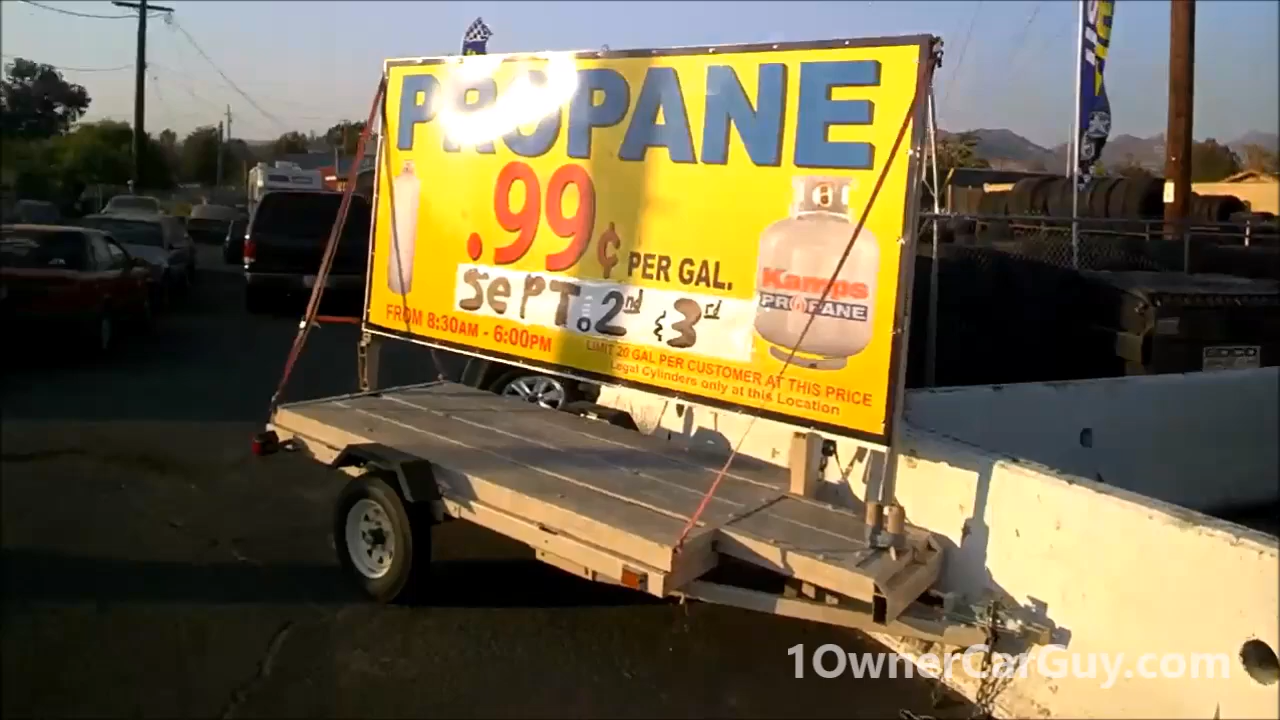 PROPANE
.99¢ PER GAL.
SEPT. 2nd & 3rd
FROM 8:30AM - 6:00PM
LIMIT 20 GAL PER CUSTOMER AT THIS PRICE
Legal Cylinders only at this Location
Kamps
PROPANE
1OwnerCarGuy.com